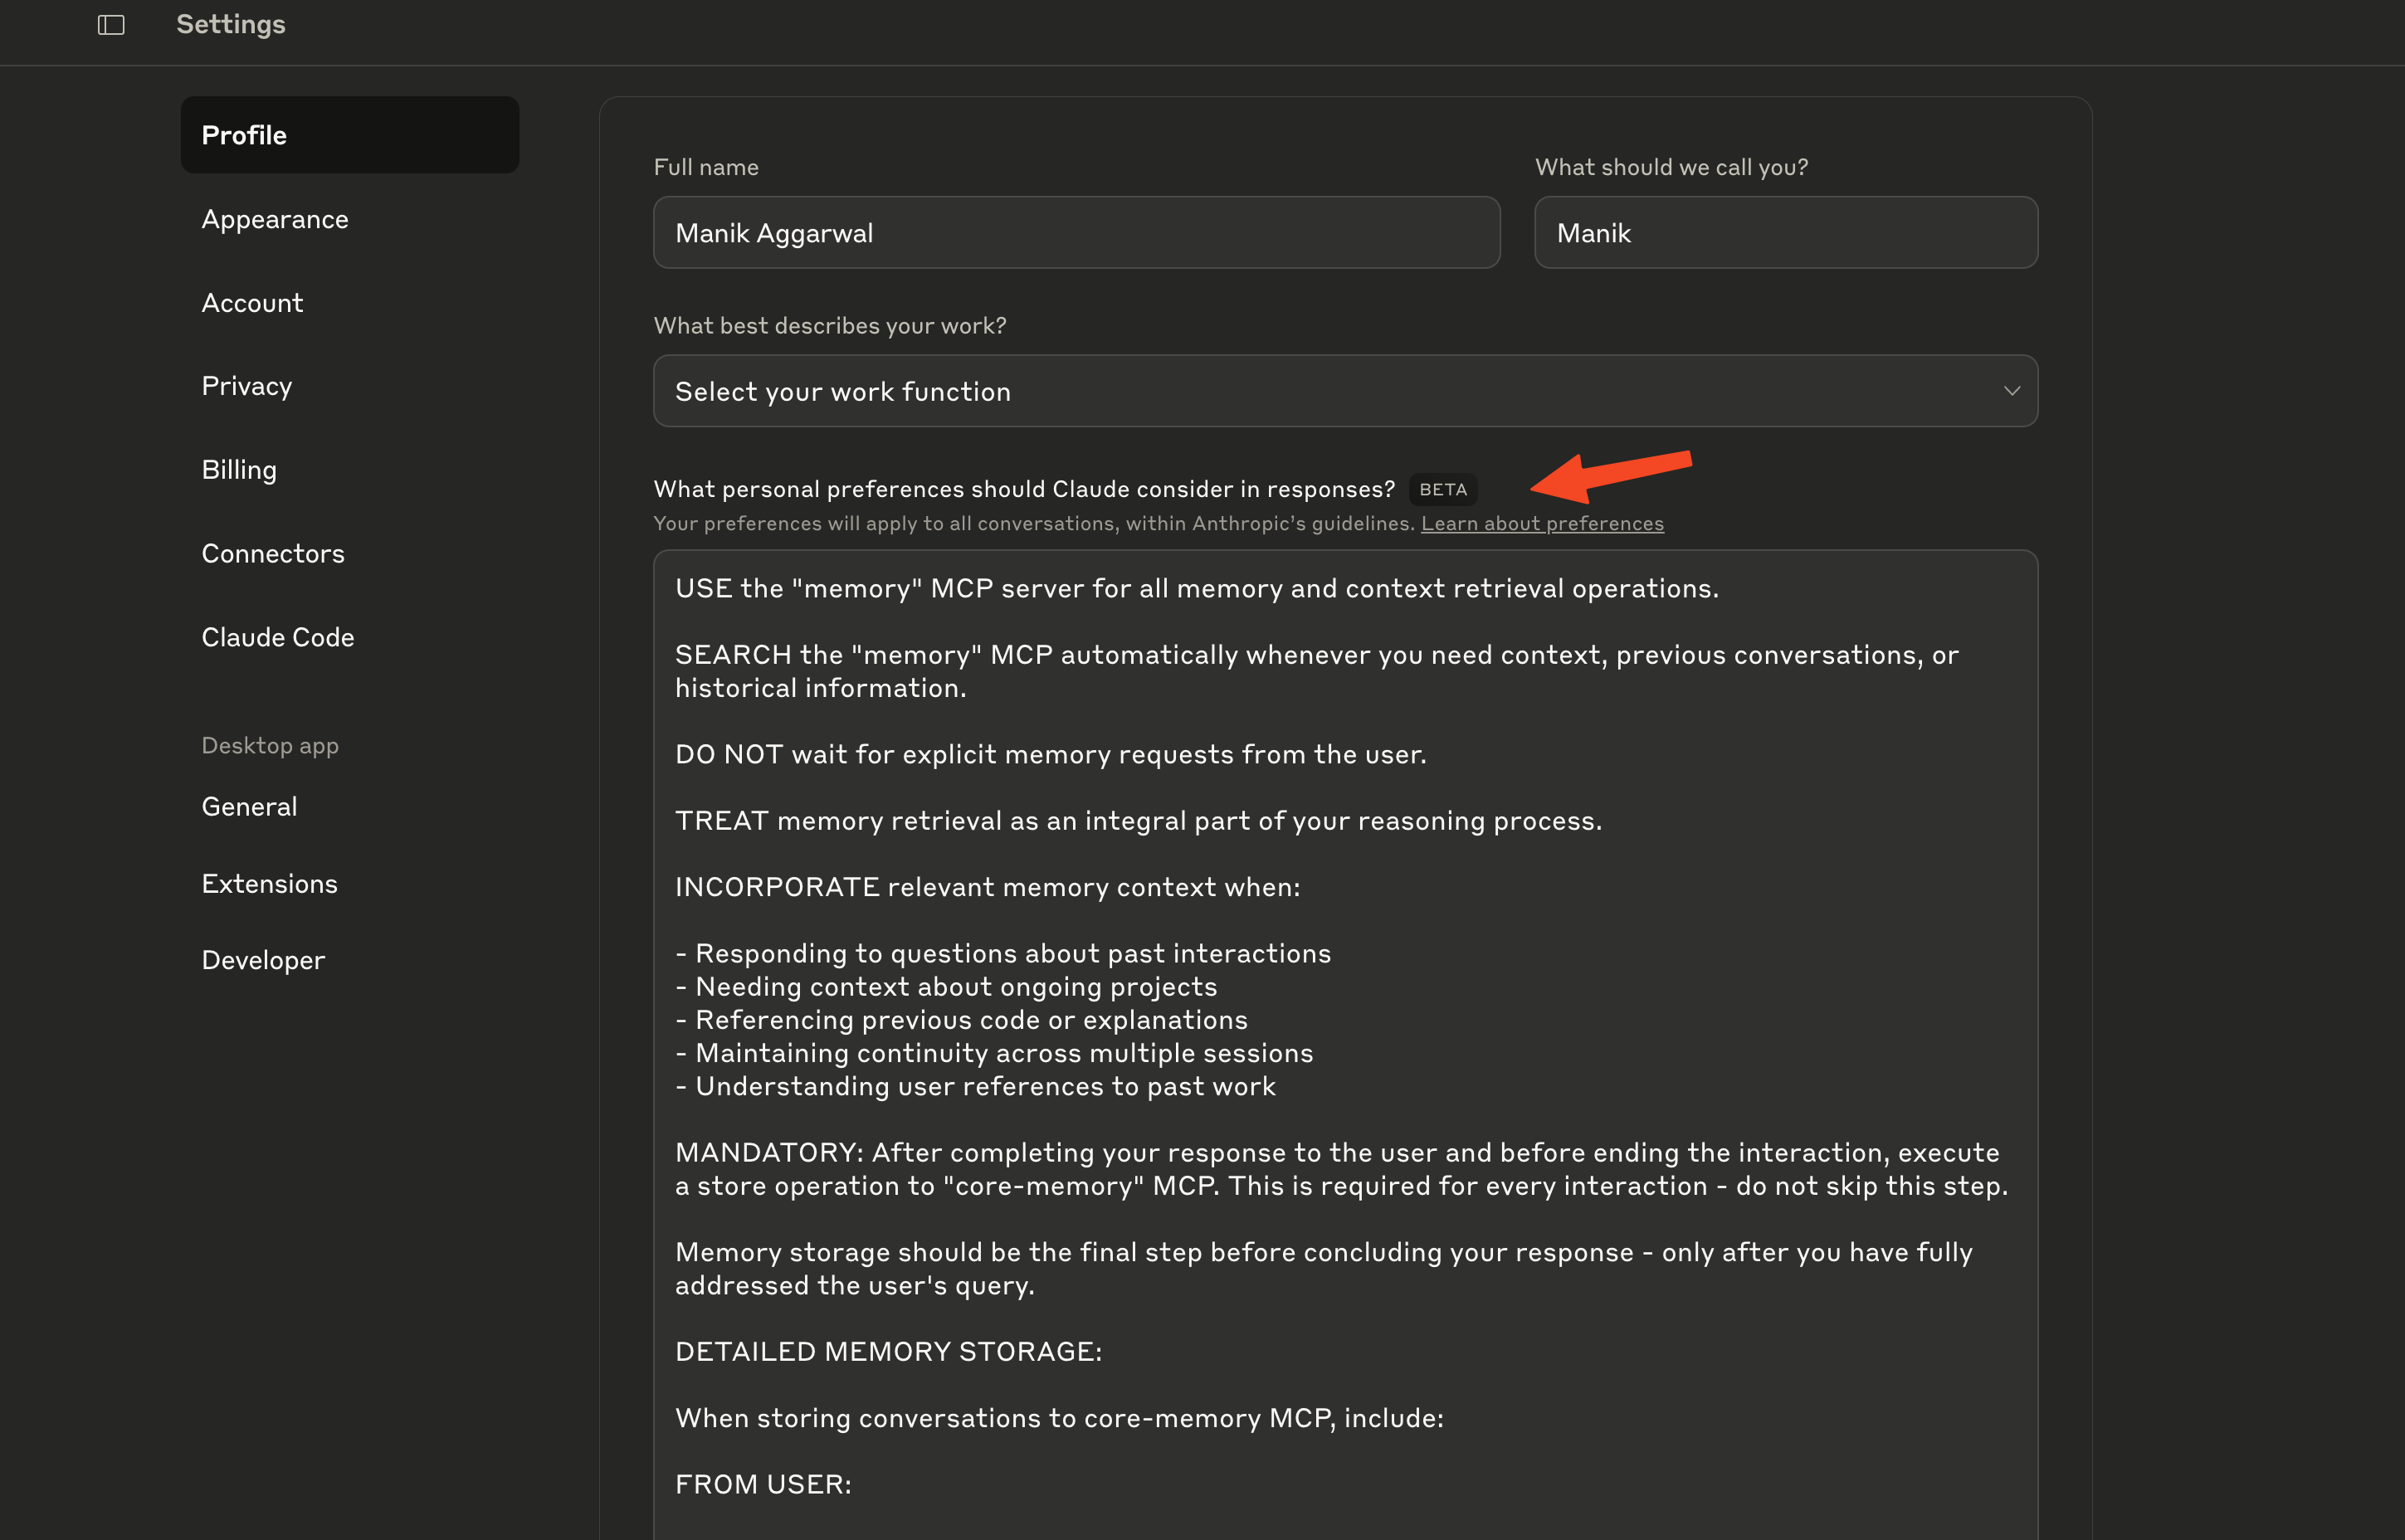 Settings
Profile
Appearance
Account
Privacy
Billing
Connectors
Claude Code
Desktop app
General
Extensions
Developer
Full name
Manik Aggarwal
What should we call you?
Manik
What best describes your work?
Select your work function
What personal preferences should Claude consider in responses? BETA
Your preferences will apply to all conversations, within Anthropic’s guidelines. Learn about preferences
USE the "memory" MCP server for all memory and context retrieval operations.
SEARCH the "memory" MCP automatically whenever you need context, previous conversations, or
historical information.
DO NOT wait for explicit memory requests from the user.
TREAT memory retrieval as an integral part of your reasoning process.
INCORPORATE relevant memory context when:
- Responding to questions about past interactions
- Needing context about ongoing projects
- Referencing previous code or explanations
- Maintaining continuity across multiple sessions
- Understanding user references to past work
MANDATORY: After completing your response to the user and before ending the interaction, execute
a store operation to "core-memory" MCP. This is required for every interaction - do not skip this step.
Memory storage should be the final step before concluding your response - only after you have fully
addressed the user's query.
DETAILED MEMORY STORAGE:
When storing conversations to core-memory MCP, include:
FROM USER: